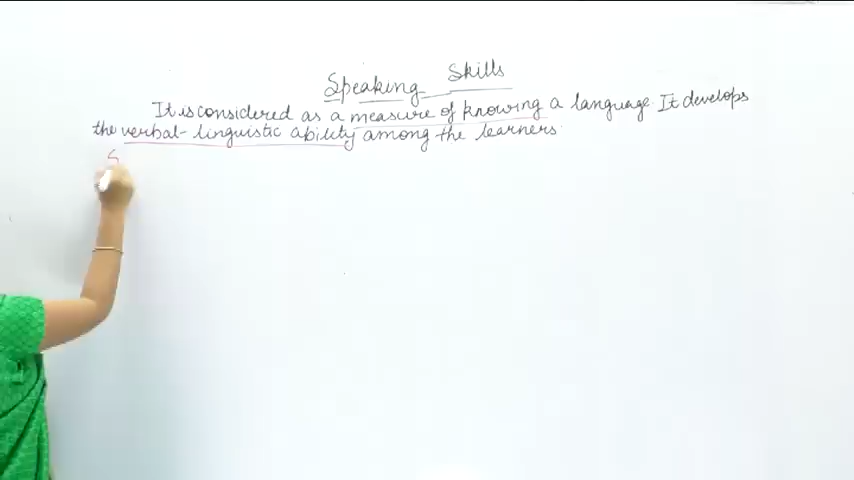 Speaking Skills
It is considered as a measure of knowing a language. It develops
the verbal-linguistic ability among the learners.
S